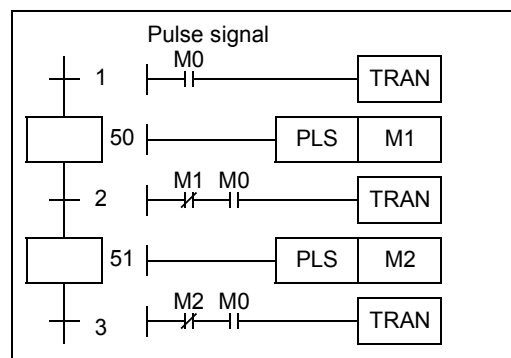 Pulse signal
M0
1 TRAN
50 PLS M1
M1 M0
2 TRAN
51 PLS M2
M2 M0
3 TRAN